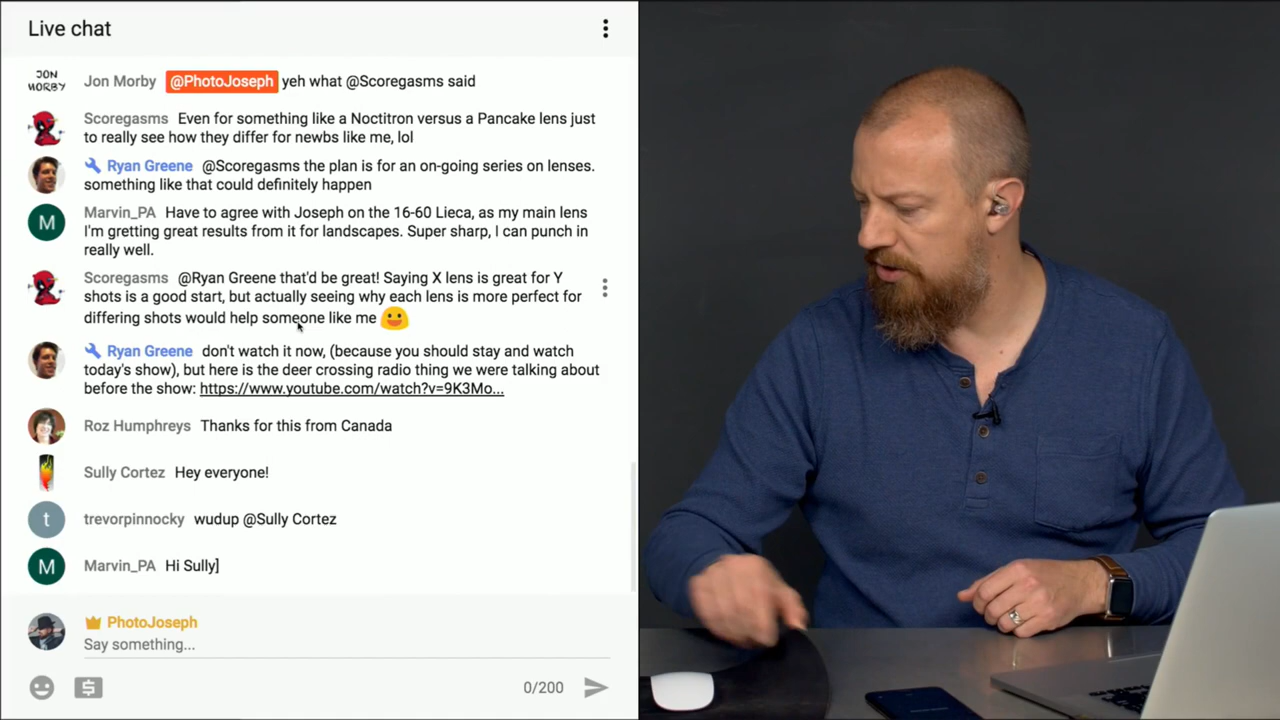 Live chat
JON
MORBY
Jon Morby @PhotoJoseph yeh what @Scoregasms said
Scoregasms Even for something like a Noctitron versus a Pancake lens just
to really see how they differ for newbs like me, lol
Ryan Greene @Scoregasms the plan is for an on-going series on lenses.
something like that could definitely happen
M
Marvin_PA Have to agree with Joseph on the 16-60 Lieca, as my main lens
I'm gretting great results from it for landscapes. Super sharp, I can punch in
really well.
Scoregasms @Ryan Greene that'd be great! Saying X lens is great for Y
shots is a good start, but actually seeing why each lens is more perfect for
differing shots would help someone like me 😀
Ryan Greene don't watch it now, (because you should stay and watch
today's show), but here is the deer crossing radio thing we were talking about
before the show: https://www.youtube.com/watch?v=9K3Mo...
Roz Humphreys Thanks for this from Canada
Sully Cortez Hey everyone!
t
trevorpinnocky wudup @Sully Cortez
M
Marvin_PA Hi Sully]
PhotoJoseph
Say something...
$
0/200